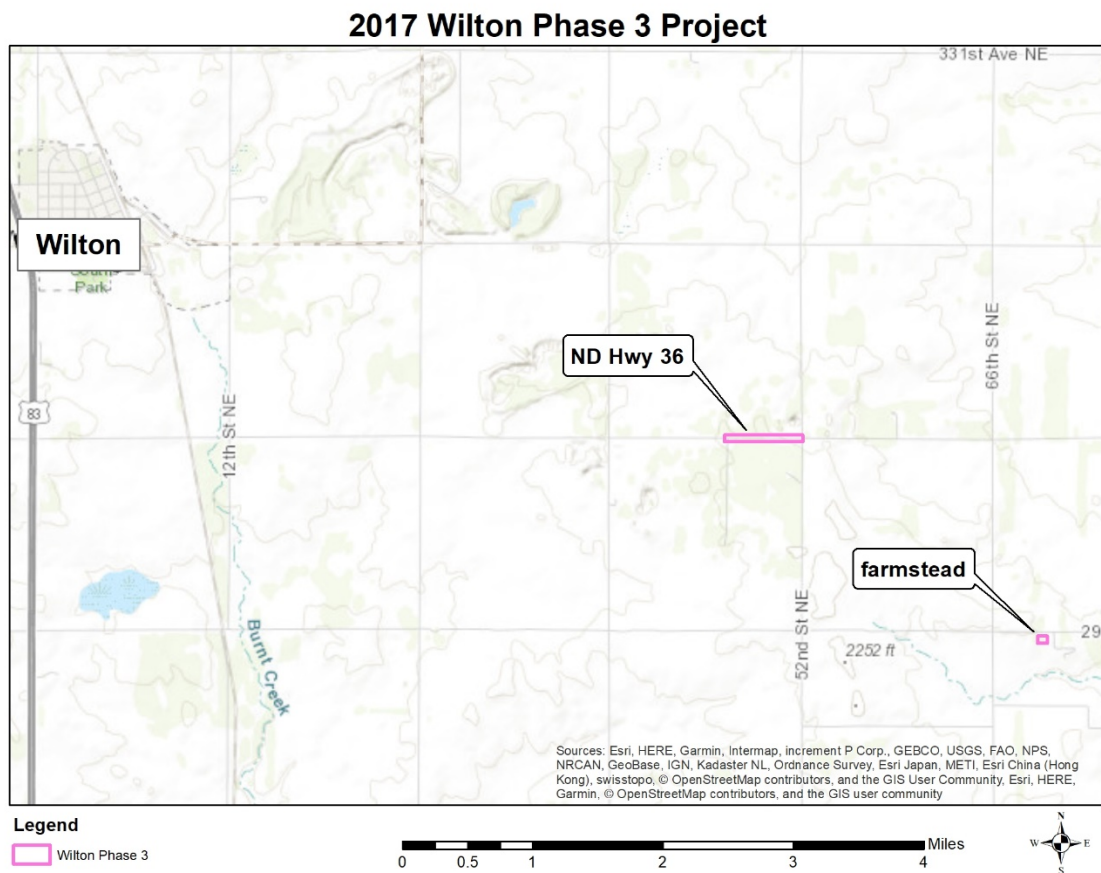 2017 Wilton Phase 3 Project
331st Ave NE
Wilton
South
Park
ND Hwy 36
66th St NE
83
12th St NE
farmstead
29
Burnt Creek
52nd St NE
2252 ft
Sources: Esri, HERE, Garmin, Intermap, increment P Corp., GEBCO, USGS, FAO, NPS,
NRCAN, GeoBase, IGN, Kadaster NL, Ordnance Survey, Esri Japan, METI, Esri China (Hong
Kong), swisstopo, © OpenStreetMap contributors, and the GIS User Community, Esri, HERE,
Garmin, © OpenStreetMap contributors, and the GIS user community
Legend
Wilton Phase 3
Miles
0 0.5 1 2 3 4
N
W E
S